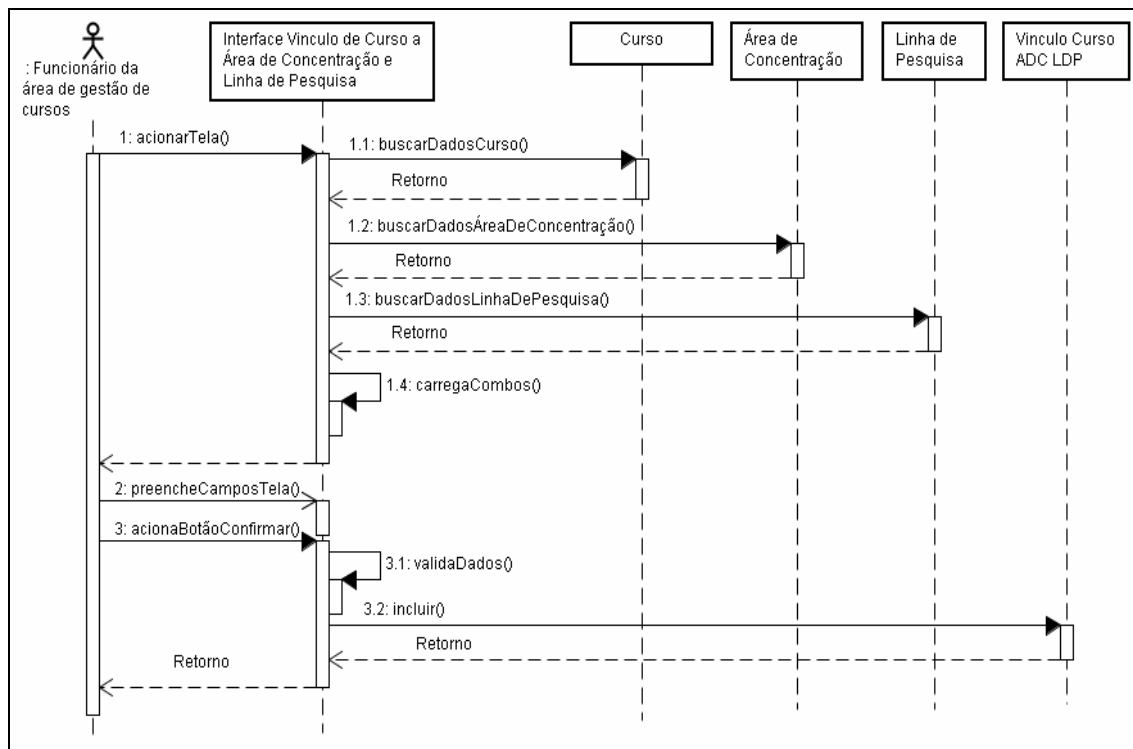 : Funcionário da
área de gestão de
cursos
Interface Vinculo de Curso a
Área de Concentração e
Linha de Pesquisa
Curso
Área de
Concentração
Linha de
Pesquisa
Vinculo Curso
ADC LDP
1: acionarTela()
1.1: buscarDadosCurso()
Retorno
1.2: buscarDadosÁreaDeConcentração()
Retorno
1.3: buscarDadosLinhaDePesquisa()
Retorno
1.4: carregaCombos()
2: preencheCamposTela()
3: acionaBotãoConfirmar()
3.1: validaDados()
3.2: incluir()
Retorno
Retorno